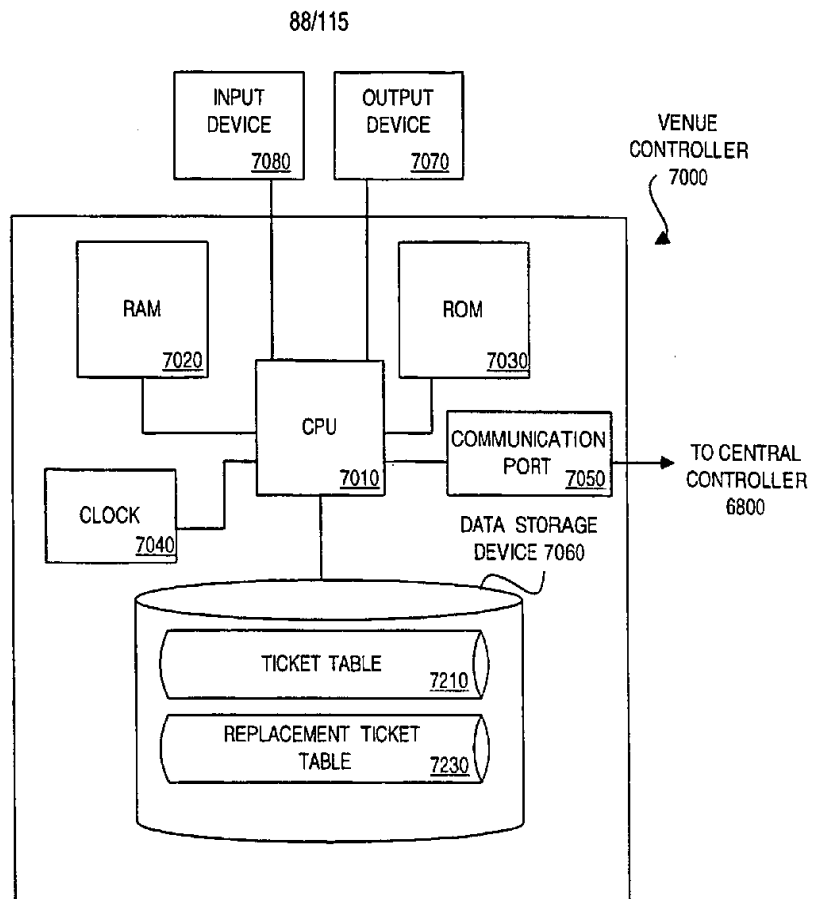 88/115
INPUT
DEVICE
7080
OUTPUT
DEVICE
7070
VENUE
CONTROLLER
7000
RAM
7020
ROM
7030
CPU
7010
COMMUNICATION
PORT
7050
TO CENTRAL
CONTROLLER
6800
CLOCK
7040
DATA STORAGE
DEVICE 7060
TICKET TABLE
7210
REPLACEMENT TICKET
TABLE
7230